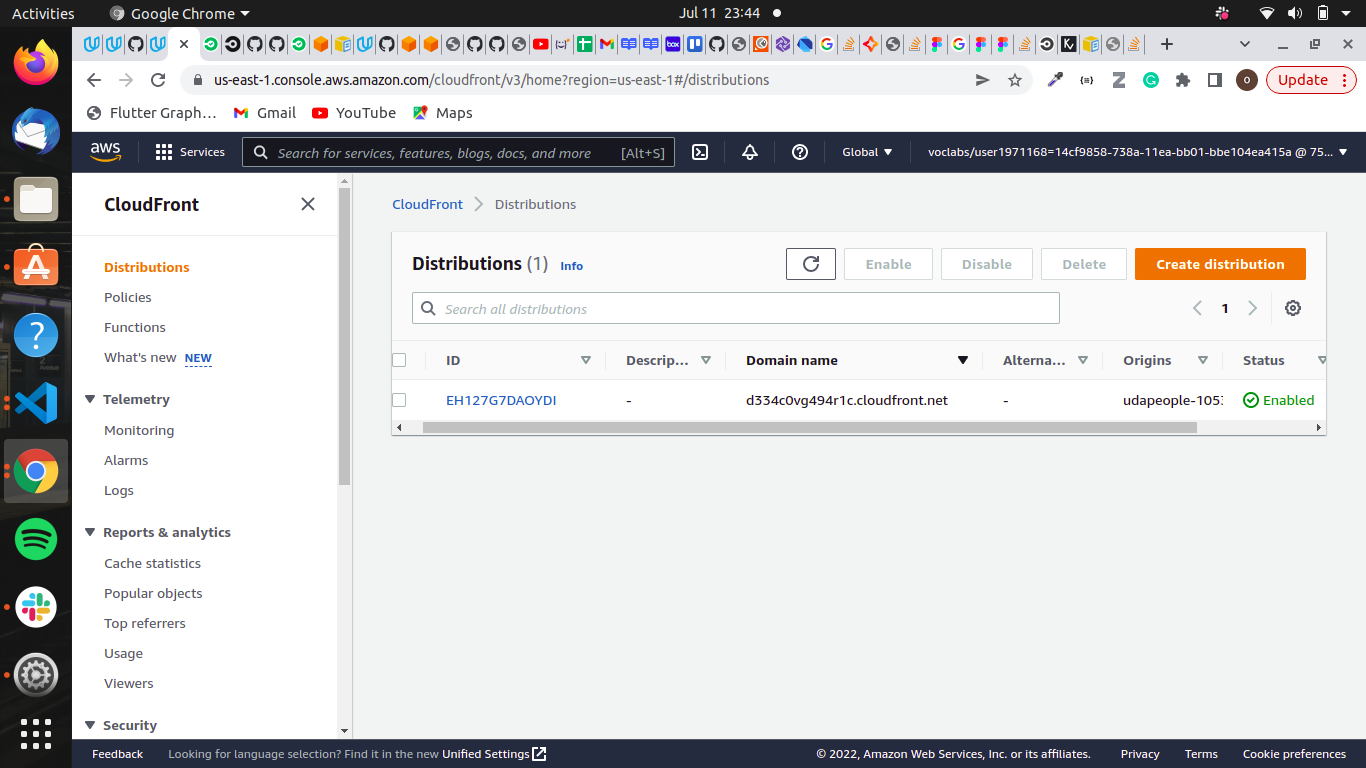 Activities
Google Chrome
Jul 11 23:44
us-east-1.console.aws.amazon.com/cloudfront/v3/home?region=us-east-1#/distributions
Update
Flutter Graph...
Gmail
YouTube
Maps
aws
Services
Search for services, features, blogs, docs, and more
[Alt+S]
Global
voclabs/user1971168=14cf9858-738a-11ea-bb01-bbe104ea415a @ 75...
CloudFront
Distributions
Policies
Functions
What's new NEW
Telemetry
Monitoring
Alarms
Logs
Reports & analytics
Cache statistics
Popular objects
Top referrers
Usage
Viewers
Security
CloudFront
Distributions
Distributions (1) Info
Enable
Disable
Delete
Create distribution
Search all distributions
1
ID
Descrip...
Domain name
Alterna...
Origins
Status
EH127G7DAOYDI
-
d334c0vg494r1c.cloudfront.net
-
udapeople-1053
Enabled
Feedback
Looking for language selection? Find it in the new Unified Settings
© 2022, Amazon Web Services, Inc. or its affiliates.
Privacy
Terms
Cookie preferences